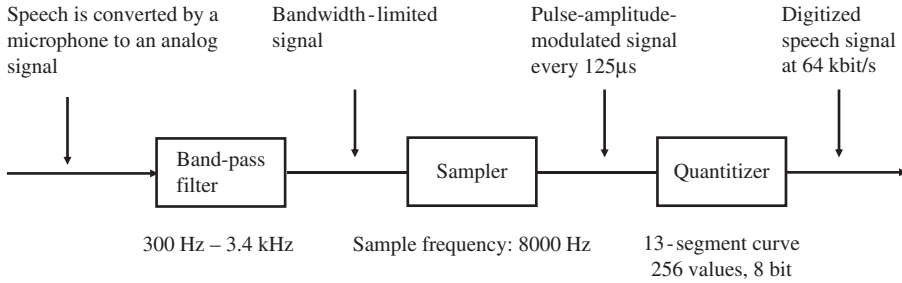 Speech is converted by a
microphone to an analog
signal
Bandwidth-limited
signal
Pulse-amplitude-
modulated signal
every 125μs
Digitized
speech signal
at 64 kbit/s
Band-pass
filter
Sampler
Quantitizer
300 Hz – 3.4 kHz
Sample frequency: 8000 Hz
13-segment curve
256 values, 8 bit